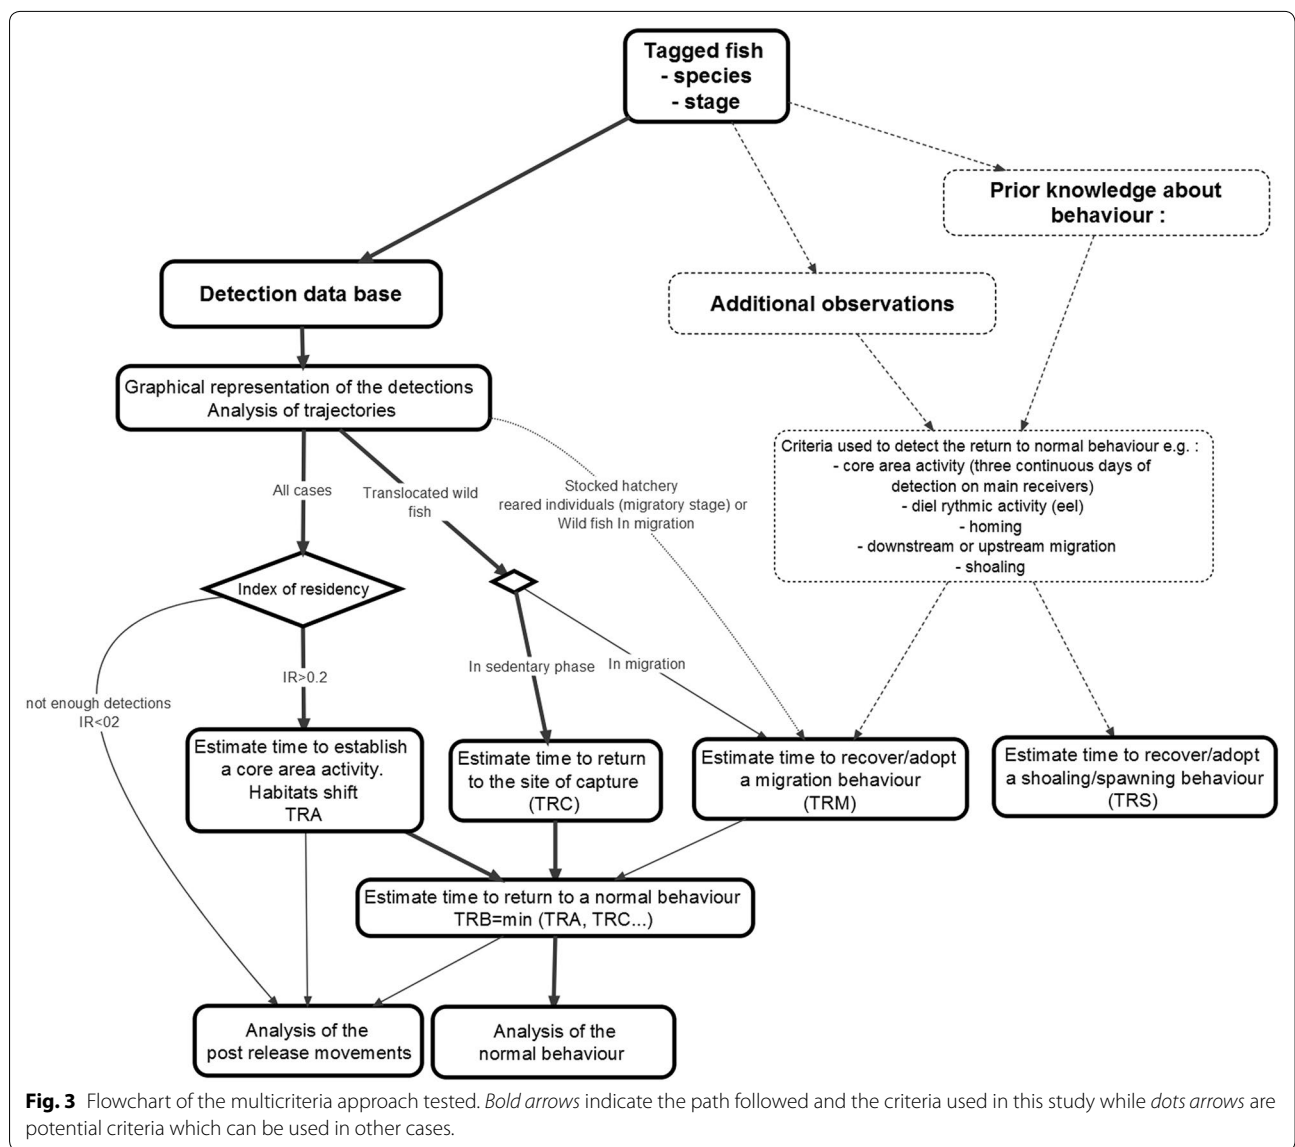 Tagged fish
- species
- stage
Prior knowledge about
behaviour :
Detection data base
Additional observations
Graphical representation of the detections
Analysis of trajectories
Criteria used to detect the return to normal behaviour e.g. :
- core area activity (three continuous days of
detection on main receivers)
- diel rythmic activity (eel)
- homing
- downstream or upstream migration
- shoaling
All cases
Translocated wild
fish
Stocked hatchery
reared individuals (migratory stage) or
Wild fish In migration
Index of residency
In sedentary phase
In migration
IR>0.2
not enough detections
IR<02
Estimate time to establish
a core area activity.
Habitats shift
TRA
Estimate time to return
to the site of capture
(TRC)
Estimate time to recover/adopt
a migration behaviour
(TRM)
Estimate time to recover/adopt
a shoaling/spawning behaviour
(TRS)
Estimate time to return to a normal behaviour
TRB=min (TRA, TRC...)
Analysis of the
post release movements
Analysis of the
normal behaviour
Fig. 3 Flowchart of the multicriteria approach tested. Bold arrows indicate the path followed and the criteria used in this study while dots arrows are
potential criteria which can be used in other cases.